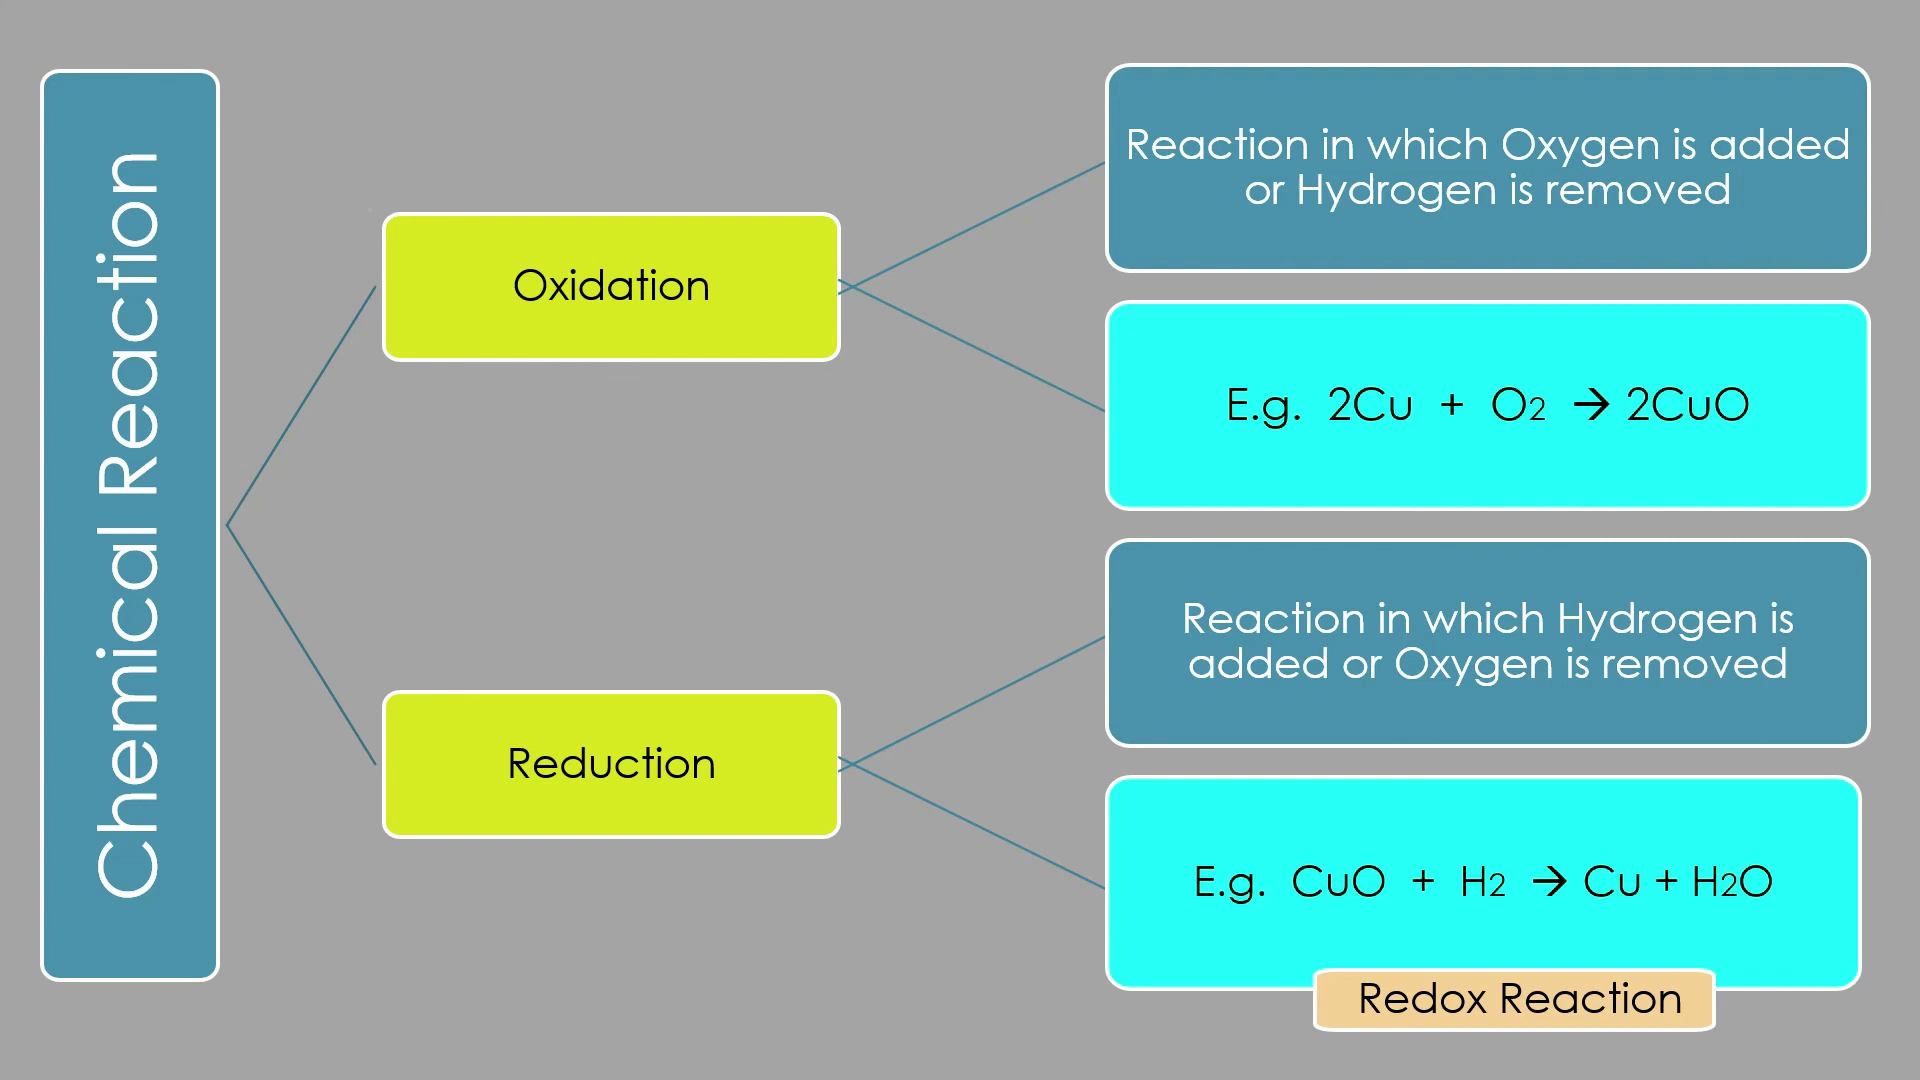 Chemical Reaction
Oxidation
Reaction in which Oxygen is added
or Hydrogen is removed
E.g. 2Cu + O2 → 2CuO
Reduction
Reaction in which Hydrogen is
added or Oxygen is removed
E.g. CuO + H2 → Cu + H2O
Redox Reaction